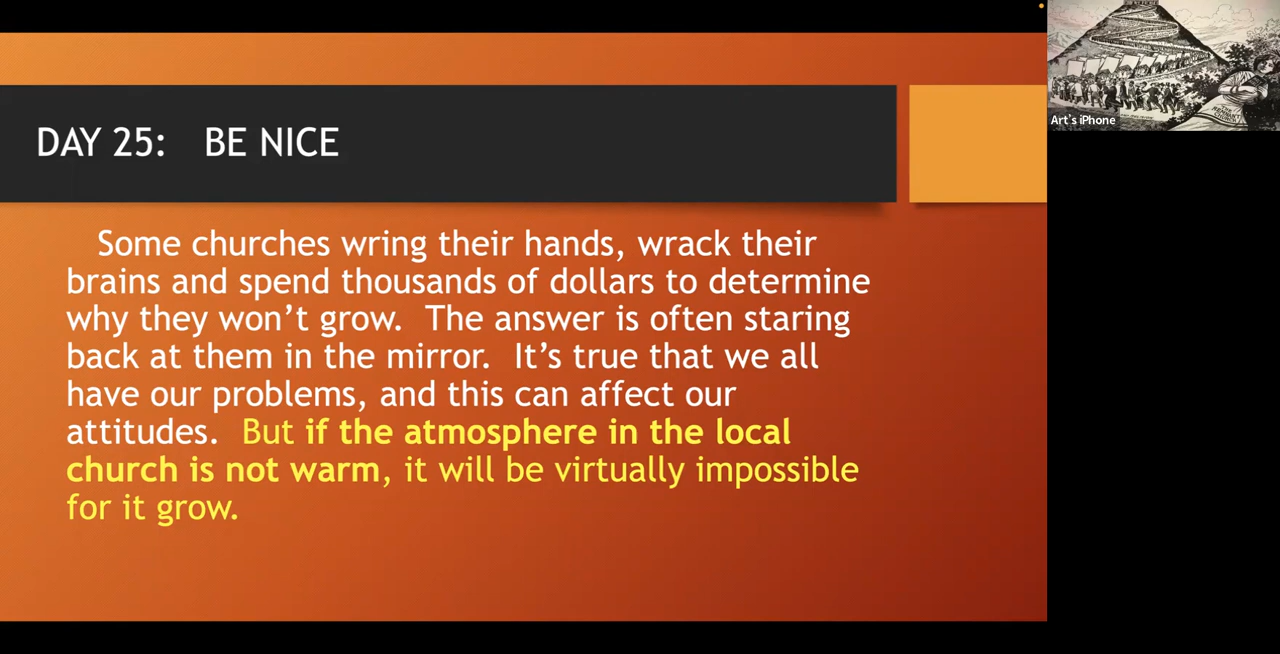 DAY 25: BE NICE
Some churches wring their hands, wrack their
brains and spend thousands of dollars to determine
why they won’t grow. The answer is often staring
back at them in the mirror. It’s true that we all
have our problems, and this can affect our
attitudes. But if the atmosphere in the local
church is not warm, it will be virtually impossible
for it grow.
Art's iPhone